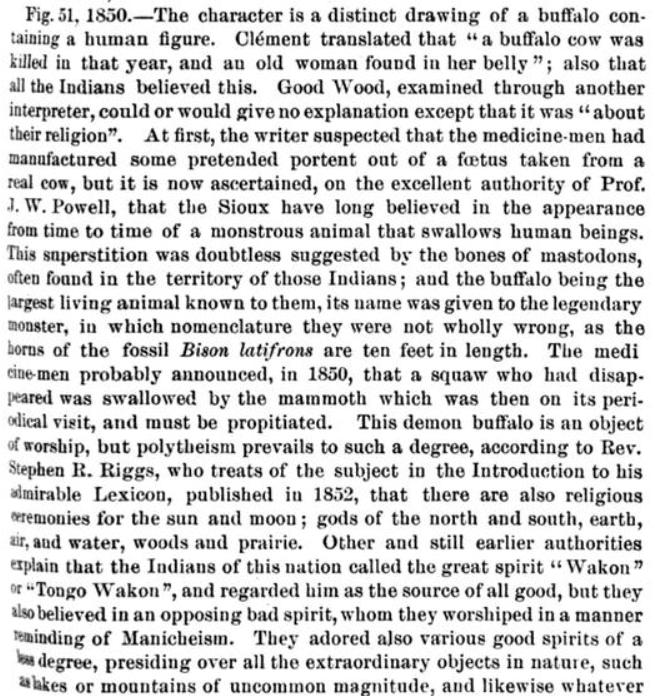 Fig. 51, 1850.—The character is a distinct drawing of a buffalo con-
taining a human figure. Clément translated that “a buffalo cow was
killed in that year, and an old woman found in her belly”; also that
all the Indians believed this. Good Wood, examined through another
interpreter, could or would give no explanation except that it was “about
their religion”. At first, the writer suspected that the medicine-men had
manufactured some pretended portent out of a fœtus taken from a
real cow, but it is now ascertained, on the excellent authority of Prof.
J. W. Powell, that the Sioux have long believed in the appearance
from time to time of a monstrous animal that swallows human beings.
This superstition was doubtless suggested by the bones of mastodons,
often found in the territory of those Indians; and the buffalo being the
largest living animal known to them, its name was given to the legendary
monster, in which nomenclature they were not wholly wrong, as the
horns of the fossil Bison latifrons are ten feet in length. The medi
cine-men probably announced, in 1850, that a squaw who had disap-
peared was swallowed by the mammoth which was then on its peri-
odical visit, and must be propitiated. This demon buffalo is an object
of worship, but polytheism prevails to such a degree, according to Rev.
Stephen R. Riggs, who treats of the subject in the Introduction to his
admirable Lexicon, published in 1852, that there are also religious
ceremonies for the sun and moon; gods of the north and south, earth,
air, and water, woods and prairie. Other and still earlier authorities
explain that the Indians of this nation called the great spirit “Wakon”
or “Tongo Wakon”, and regarded him as the source of all good, but they
also believed in an opposing bad spirit, whom they worshiped in a manner
reminding of Manicheism. They adored also various good spirits of a
less degree, presiding over all the extraordinary objects in nature, such
as lakes or mountains of uncommon magnitude, and likewise whatever